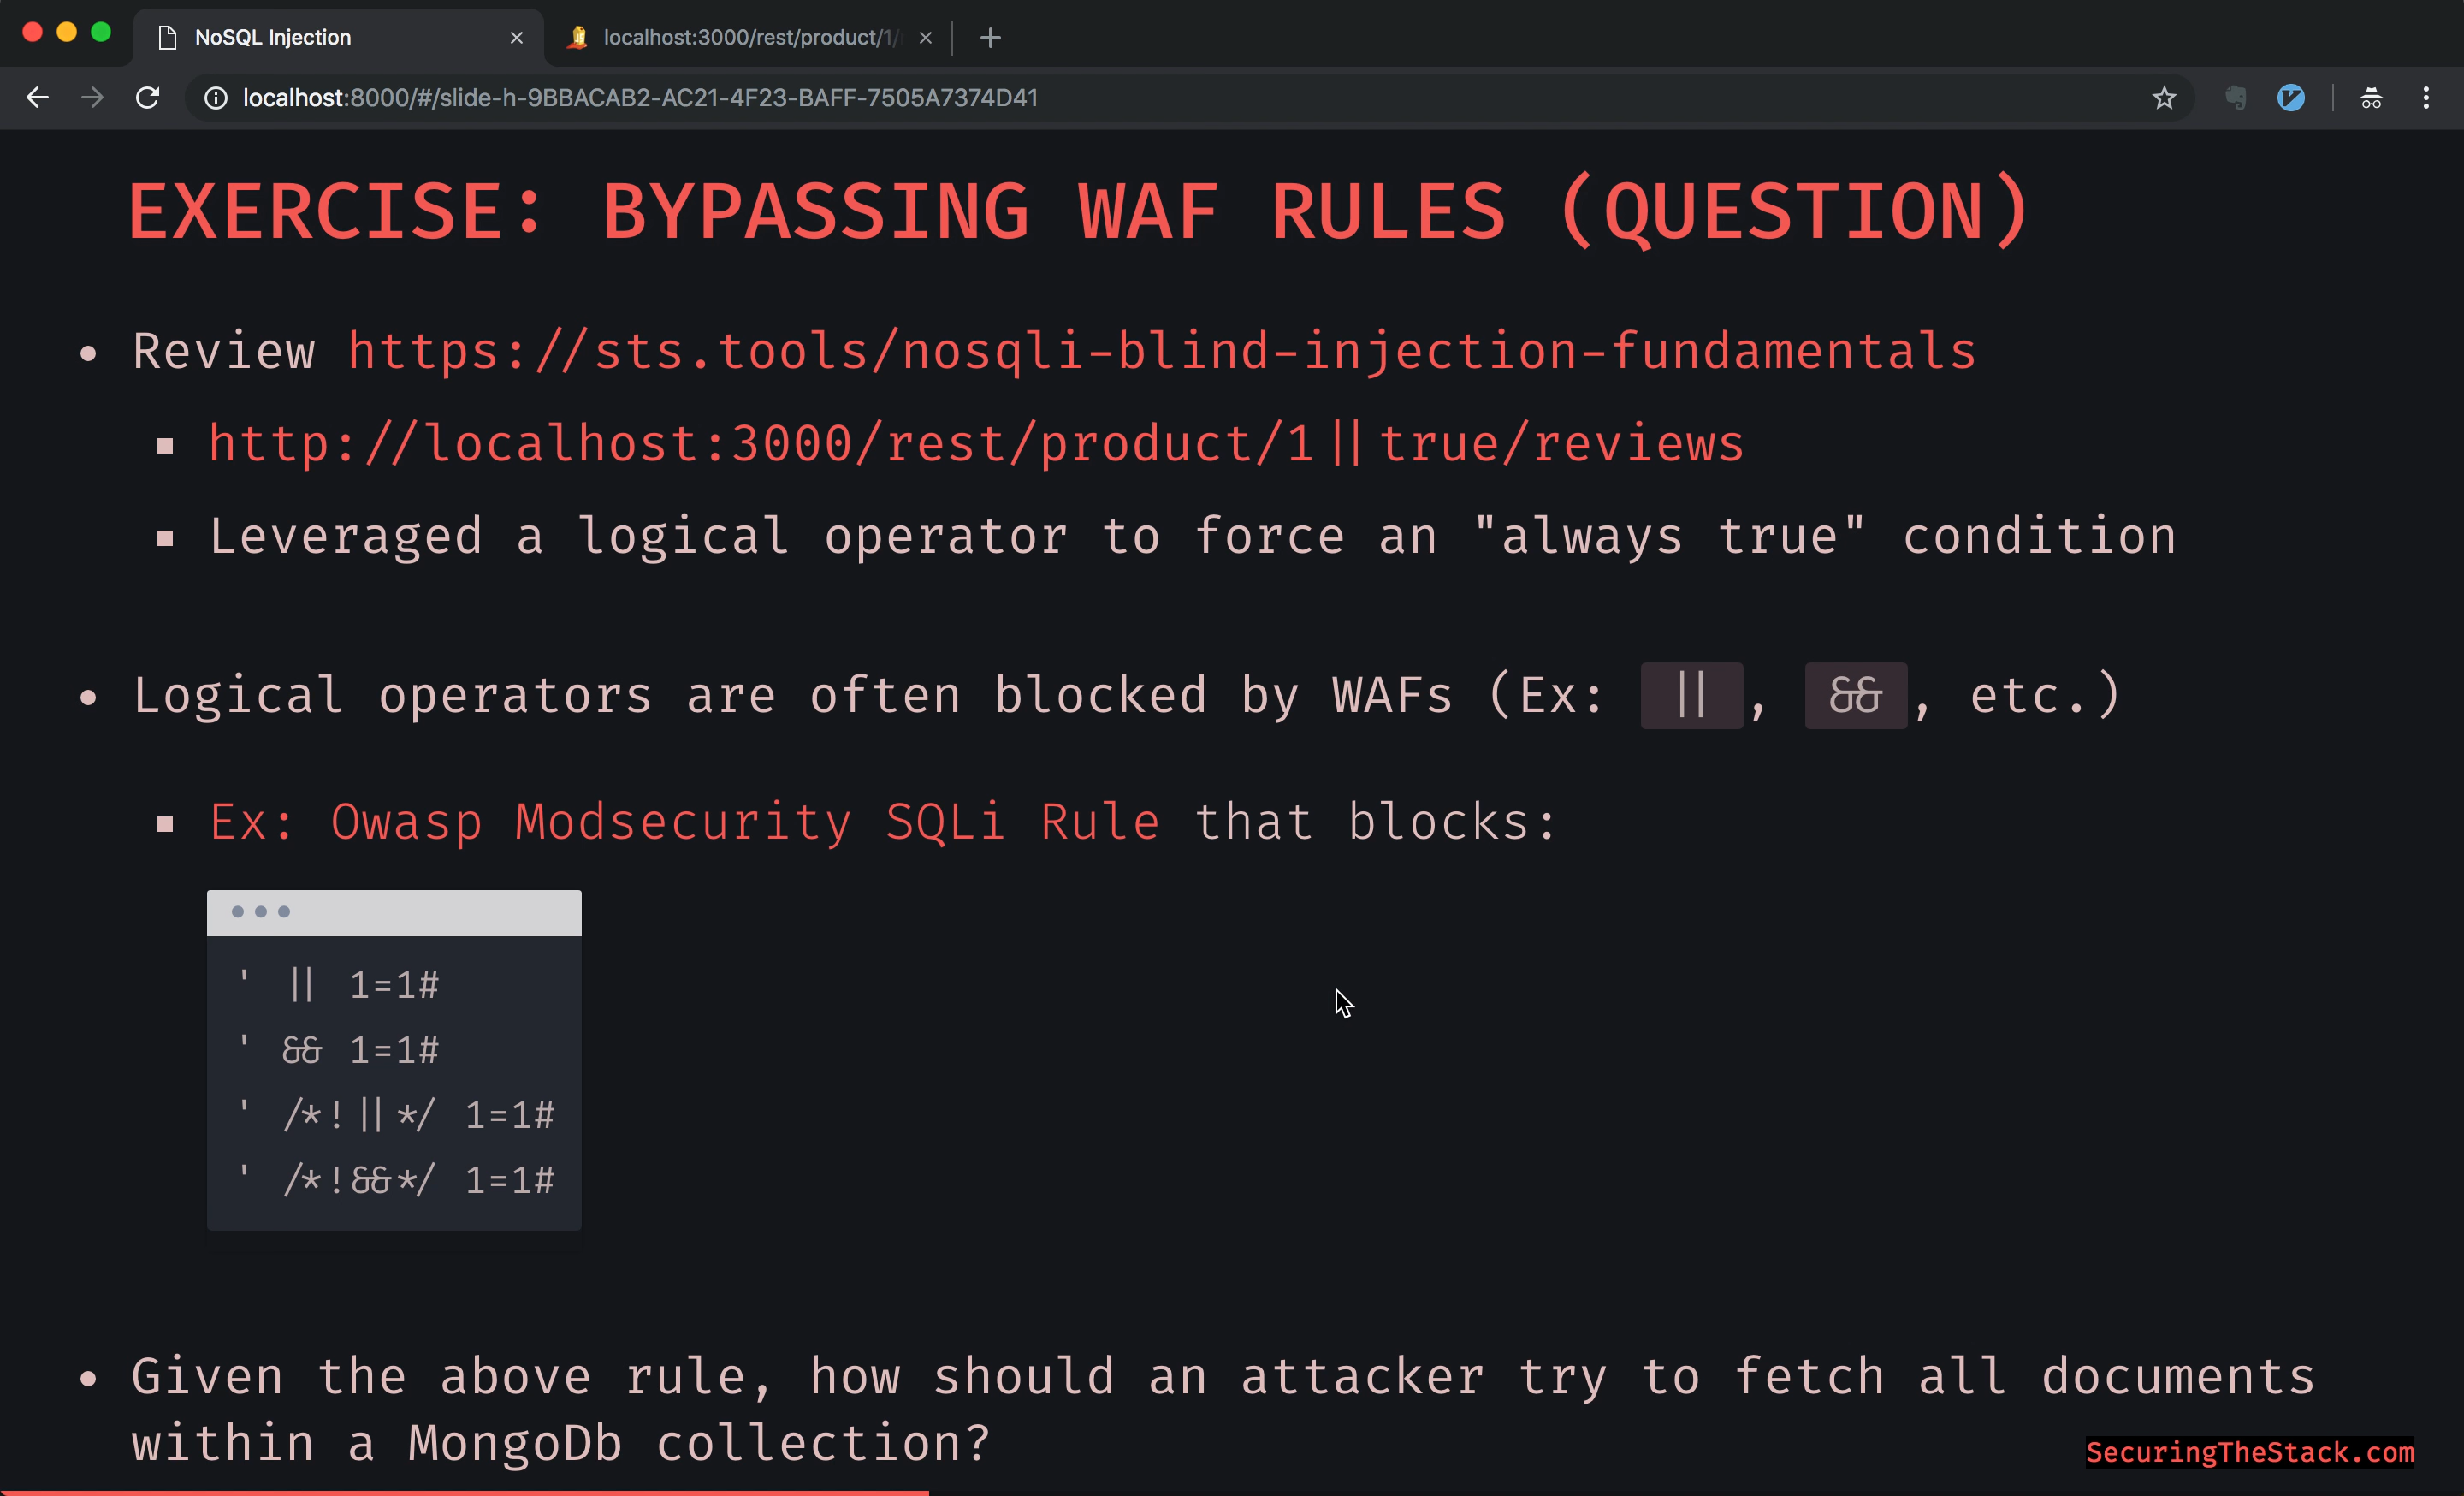 NoSQL Injection
localhost:3000/rest/product/1/
localhost:8000/#/slide-h-9BBACAB2-AC21-4F23-BAFF-7505A7374D41
EXERCISE: BYPASSING WAF RULES (QUESTION)
Review https://sts.tools/nosqli-blind-injection-fundamentals
http://localhost:3000/rest/product/1||true/reviews
Leveraged a logical operator to force an "always true" condition
Logical operators are often blocked by WAFs (Ex: ||, &&, etc.)
Ex: Owasp Modsecurity SQLi Rule that blocks:
' || 1=1#
' && 1=1#
' /*!||*/ 1=1#
' /*!&&*/ 1=1#
Given the above rule, how should an attacker try to fetch all documents
within a MongoDb collection?
SecuringTheStack.com